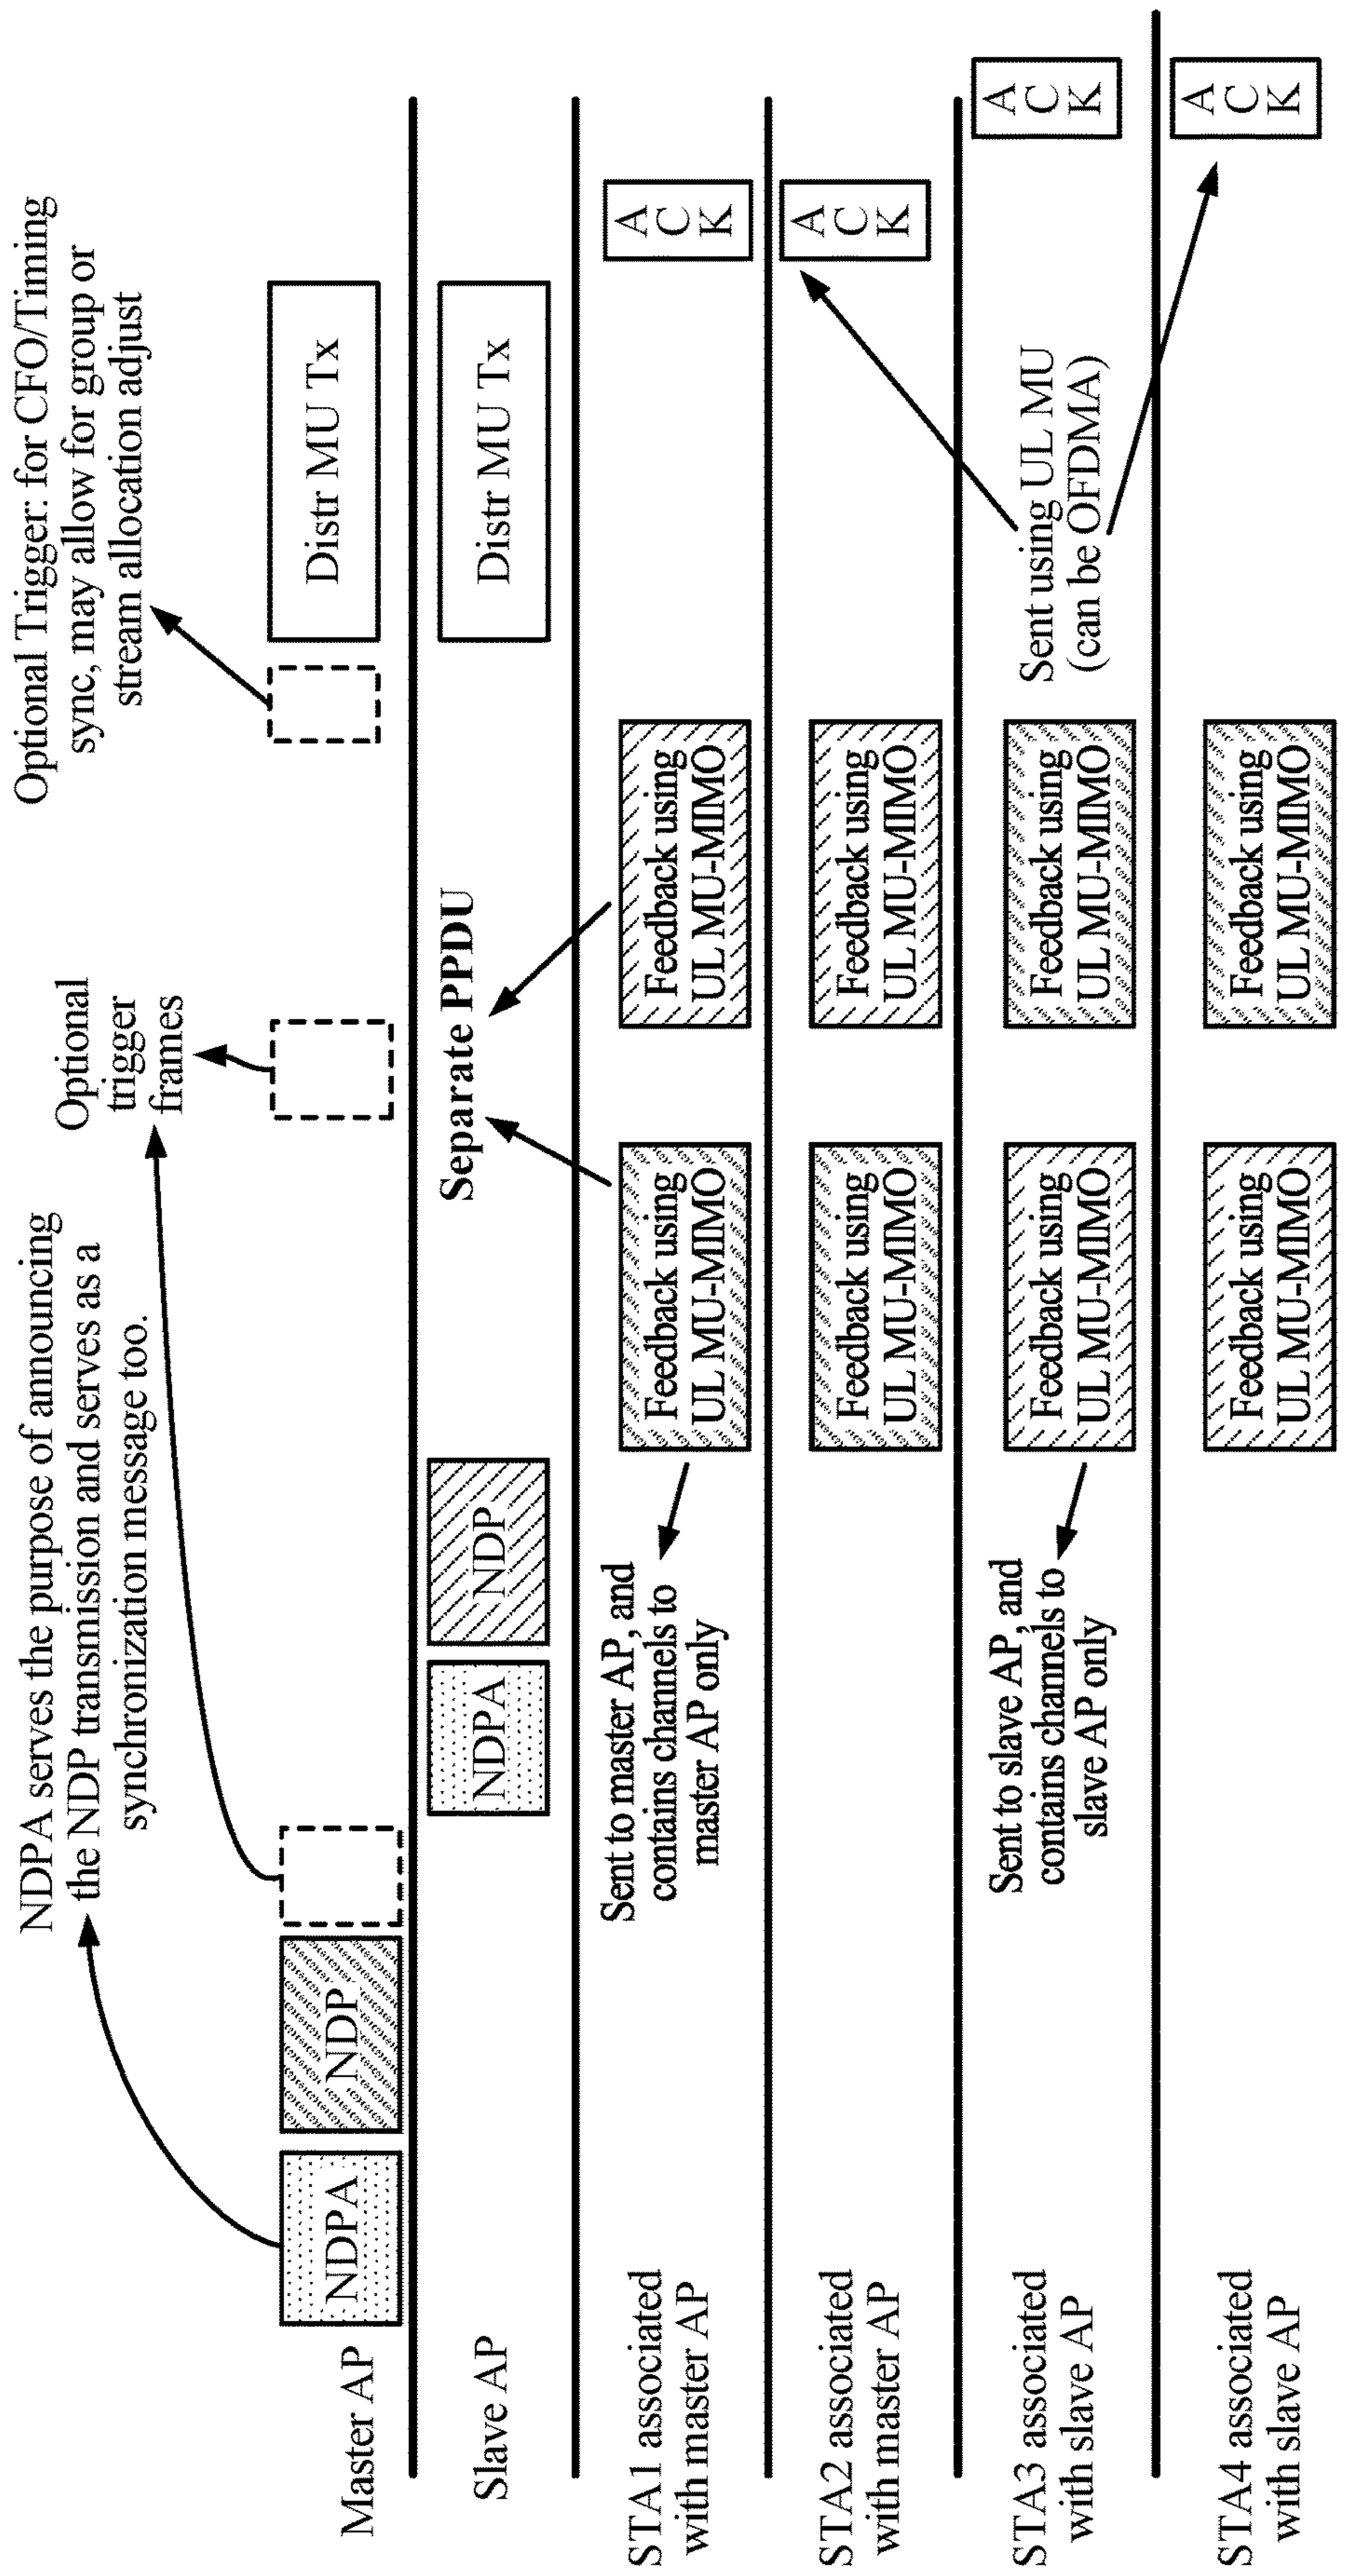 NDPA serves the purpose of announcing
the NDP transmission and serves as a
synchronization message too.
Optional
trigger
frames
Optional Trigger: for CFO/Timing
sync, may allow for group or
stream allocation adjust
Master AP
NDPA
NDP
Distr MU Tx
Slave AP
NDPA
NDP
Separate PPDU
Distr MU Tx
STA1 associated
with master AP
Sent to master AP, and
contains channels to
master AP only
Feedback using
UL MU-MIMO
Feedback using
UL MU-MIMO
A
C
K
STA2 associated
with master AP
Feedback using
UL MU-MIMO
Feedback using
UL MU-MIMO
A
C
K
STA3 associated
with slave AP
Sent to slave AP, and
contains channels to
slave AP only
Feedback using
UL MU-MIMO
Feedback using
UL MU-MIMO
Sent using UL MU
(can be OFDMA)
A
C
K
STA4 associated
with slave AP
Feedback using
UL MU-MIMO
Feedback using
UL MU-MIMO
A
C
K